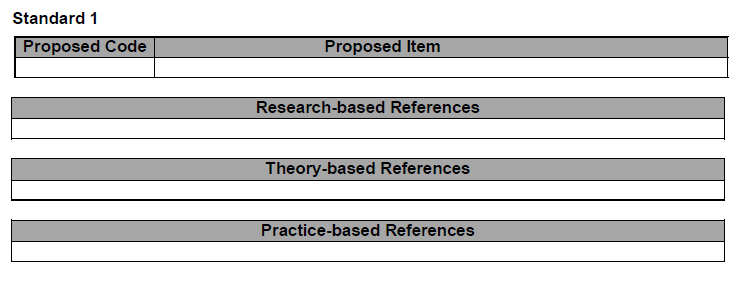 Standard 1
Proposed Code Proposed Item
Research-based References
Theory-based References
Practice-based References